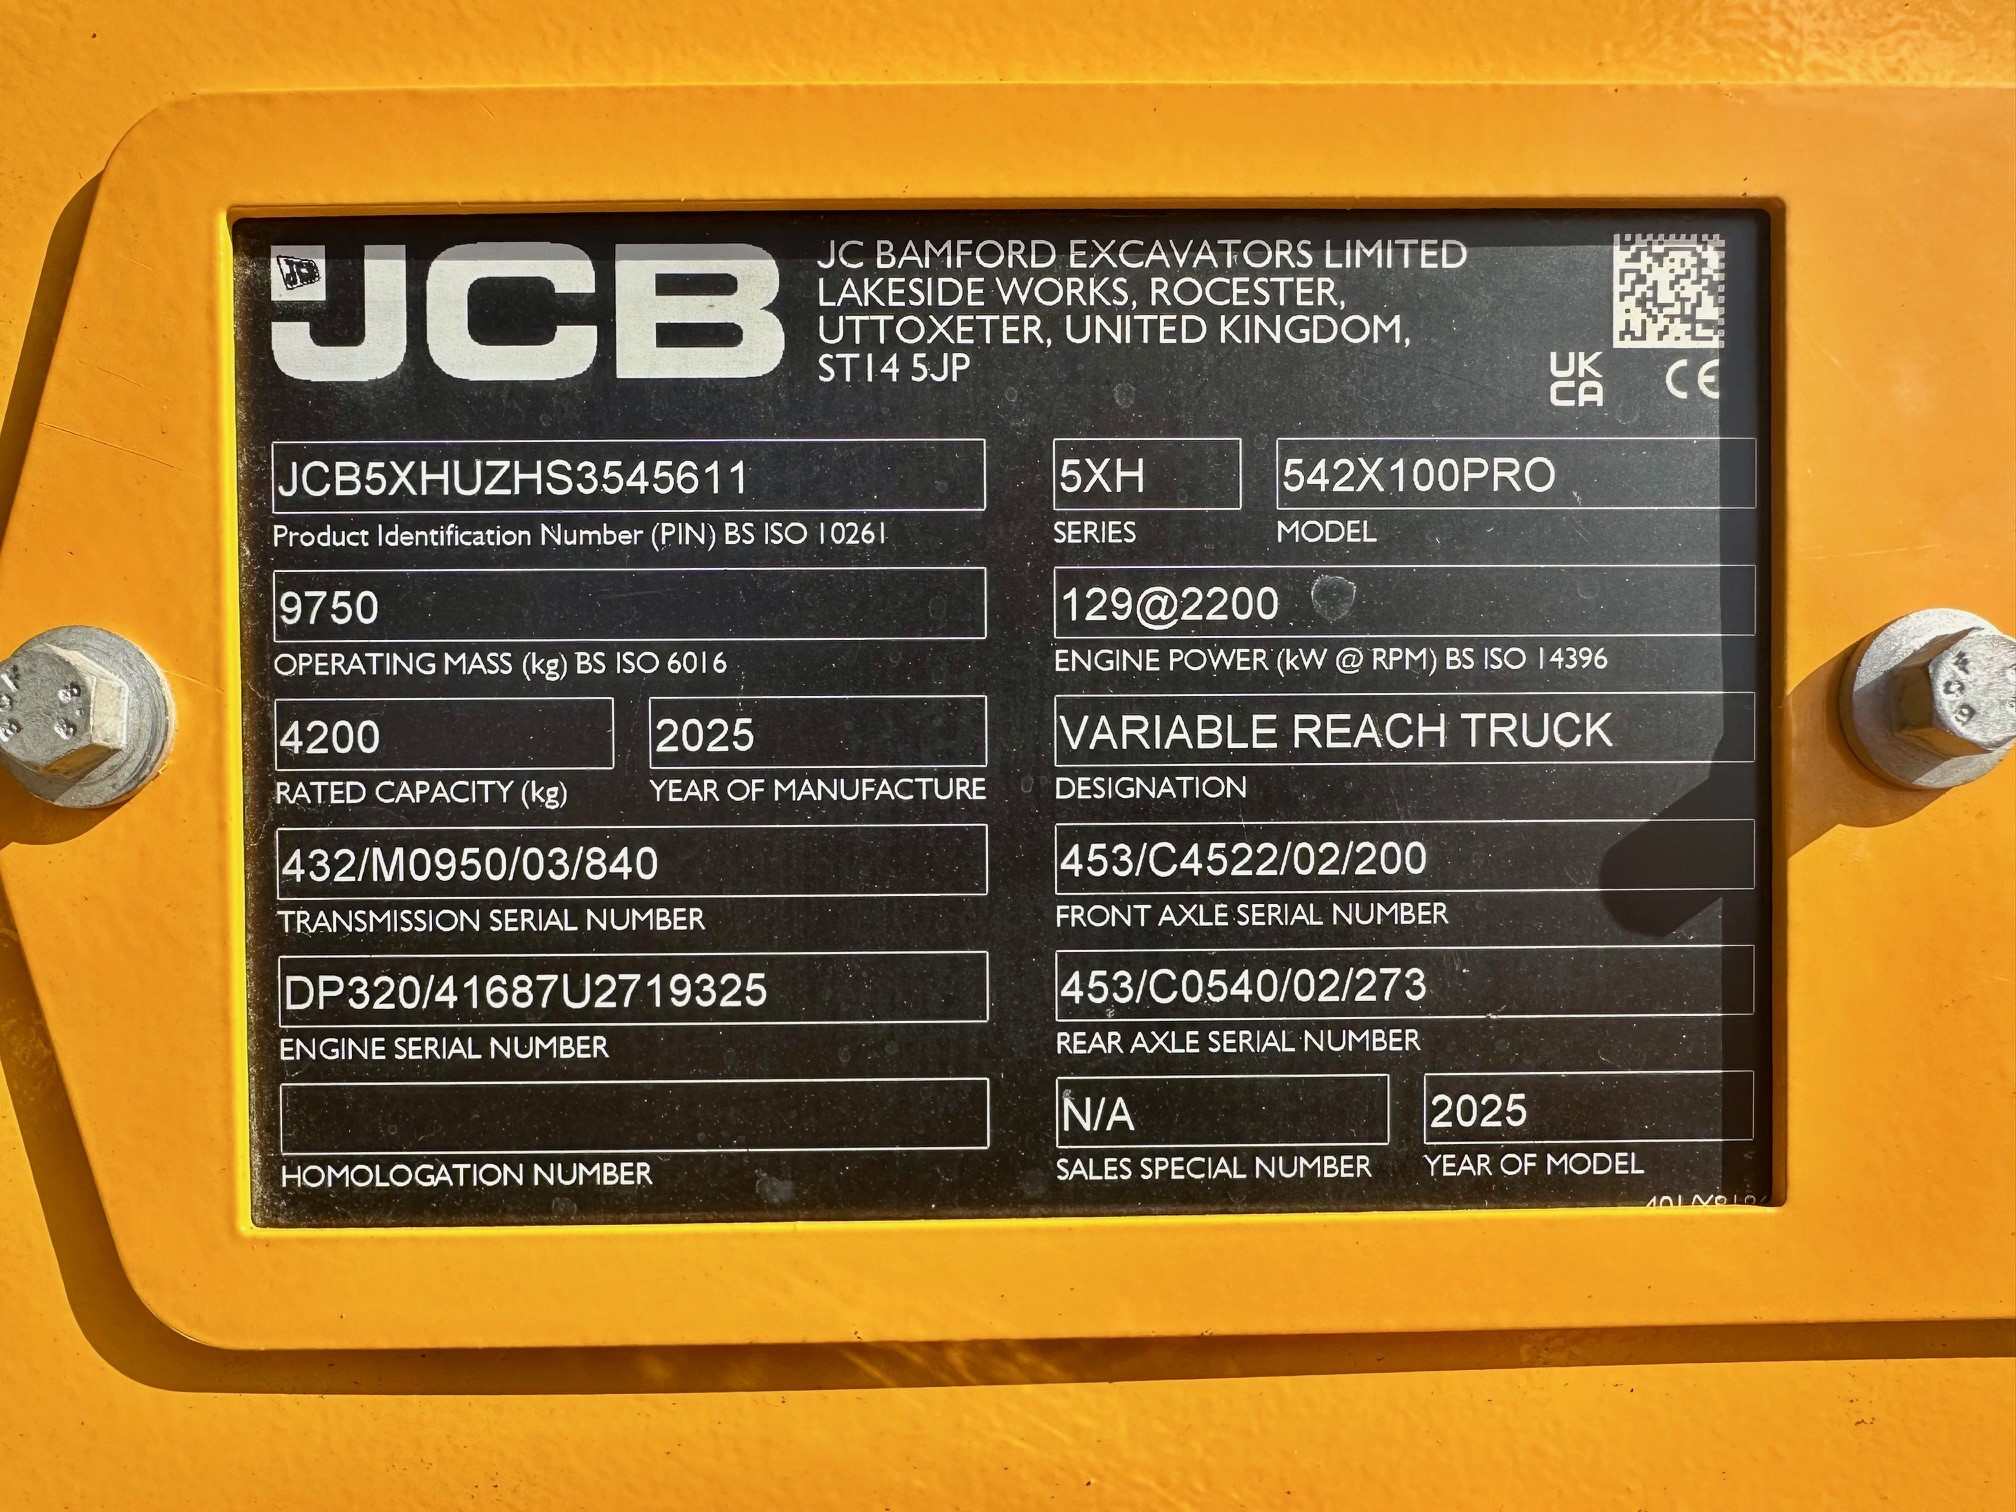 JCB
JC BAMFORD EXCAVATORS LIMITED
LAKESIDE WORKS, ROCESTER,
UTTOXETER, UNITED KINGDOM,
ST14 5JP
UK
CA
CE
JCB5XHUZHS3545611
Product Identification Number (PIN) BS ISO 10261
5XH
SERIES
542X100PRO
MODEL
9750
OPERATING MASS (kg) BS ISO 6016
129@2200
ENGINE POWER (kW @ RPM) BS ISO 14396
4200
RATED CAPACITY (kg)
2025
YEAR OF MANUFACTURE
VARIABLE REACH TRUCK
DESIGNATION
432/M0950/03/840
TRANSMISSION SERIAL NUMBER
453/C4522/02/200
FRONT AXLE SERIAL NUMBER
DP320/41687U2719325
ENGINE SERIAL NUMBER
453/C0540/02/273
REAR AXLE SERIAL NUMBER
HOMOLOGATION NUMBER
N/A
SALES SPECIAL NUMBER
2025
YEAR OF MODEL